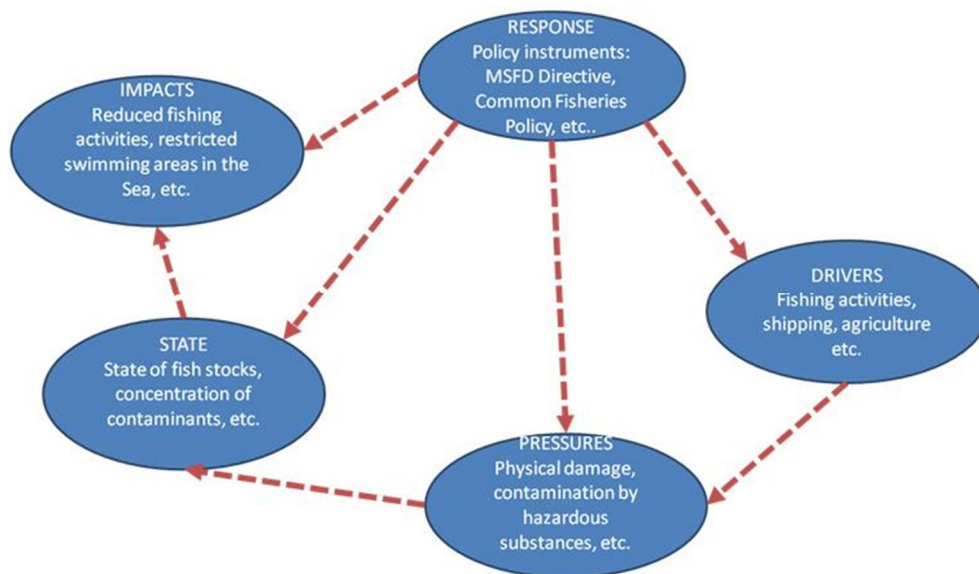 RESPONSE
Policy instruments:
MSFD Directive,
Common Fisheries
Policy, etc..
IMPACTS
Reduced fishing
activities, restricted
swimming areas in the
Sea, etc.
DRIVERS
Fishing activities,
shipping, agriculture
etc.
STATE
State of fish stocks,
concentration of
contaminants, etc.
PRESSURES
Physical damage,
contamination by
hazardous
substances, etc.